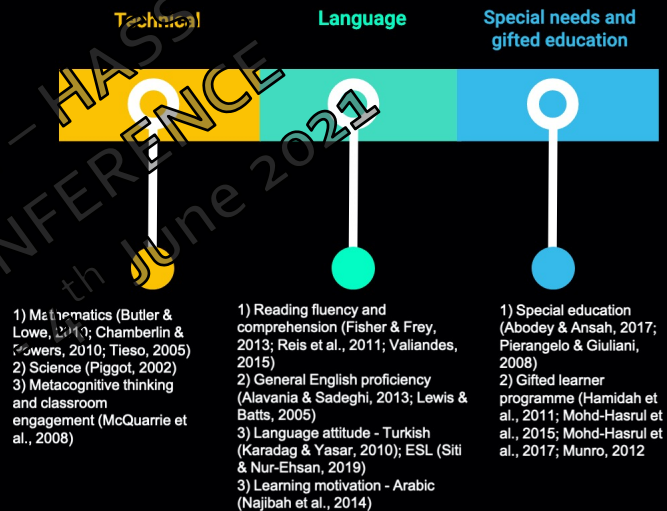 Technical
Language
Special needs and
gifted education
– HASS
CONFERENCE
4th June 2021
1) Mathematics (Butler &
Lowe, 2010; Chamberlin &
Powers, 2010; Tieso, 2005)
2) Science (Piggot, 2002)
3) Metacognitive thinking
and classroom
engagement (McQuarrie et
al., 2008)
1) Reading fluency and
comprehension (Fisher & Frey,
2013; Reis et al., 2011; Valiandes,
2015)
2) General English proficiency
(Alavania & Sadeghi, 2013; Lewis &
Batts, 2005)
3) Language attitude - Turkish
(Karadag & Yasar, 2010); ESL (Siti
& Nur-Ehsan, 2019)
3) Learning motivation - Arabic
(Najibah et al., 2014)
1) Special education
(Abodey & Ansah, 2017;
Pierangelo & Giuliani,
2008)
2) Gifted learner
programme (Hamidah et
al., 2011; Mohd-Hasrul et
al., 2015; Mohd-Hasrul et
al., 2017; Munro, 2012